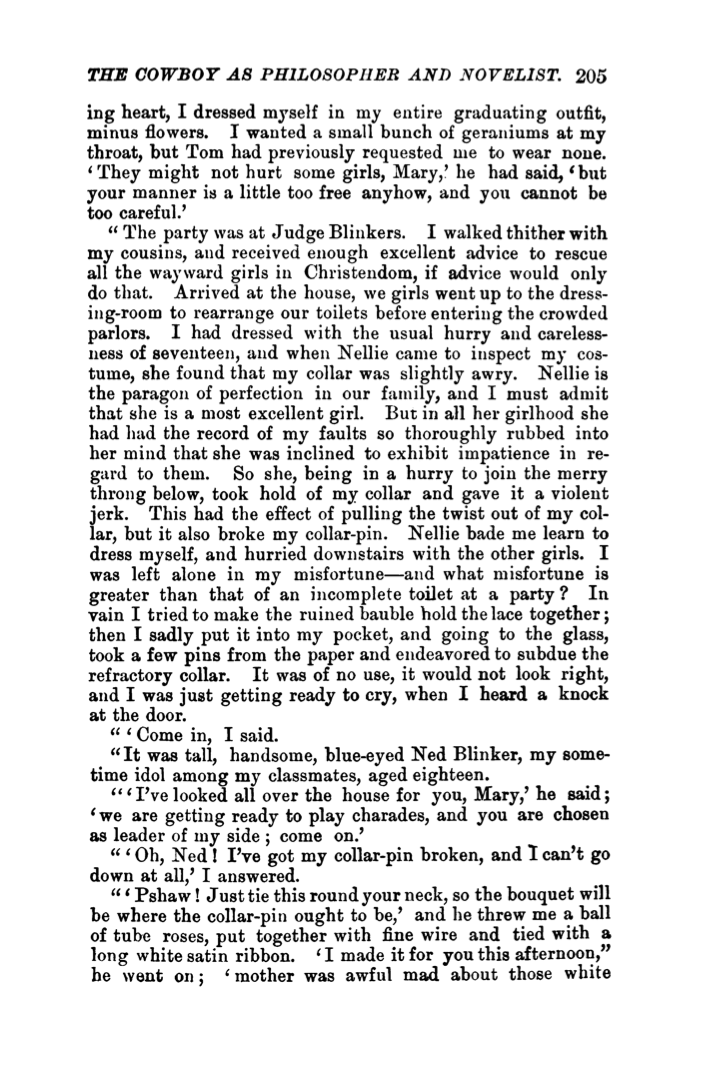 THE COWBOY AS PHILOSOPHER AND NOVELIST. 205
ing heart, I dressed myself in my entire graduating outfit,
minus flowers. I wanted a small bunch of geraniums at my
throat, but Tom had previously requested me to wear none.
‘They might not hurt some girls, Mary,’ he had said, ‘but
your manner is a little too free anyhow, and you cannot be
too careful.’
“The party was at Judge Blinkers. I walked thither with
my cousins, and received enough excellent advice to rescue
all the wayward girls in Christendom, if advice would only
do that. Arrived at the house, we girls went up to the dress-
ing-room to rearrange our toilets before entering the crowded
parlors. I had dressed with the usual hurry and careless-
ness of seventeen, and when Nellie came to inspect my cos-
tume, she found that my collar was slightly awry. Nellie is
the paragon of perfection in our family, and I must admit
that she is a most excellent girl. But in all her girlhood she
had had the record of my faults so thoroughly rubbed into
her mind that she was inclined to exhibit impatience in re-
gard to them. So she, being in a hurry to join the merry
throng below, took hold of my collar and gave it a violent
jerk. This had the effect of pulling the twist out of my col-
lar, but it also broke my collar-pin. Nellie bade me learn to
dress myself, and hurried downstairs with the other girls. I
was left alone in my misfortune—and what misfortune is
greater than that of an incomplete toilet at a party? In
vain I tried to make the ruined bauble hold the lace together;
then I sadly put it into my pocket, and going to the glass,
took a few pins from the paper and endeavored to subdue the
refractory collar. It was of no use, it would not look right,
and I was just getting ready to cry, when I heard a knock
at the door.
“‘Come in, I said.
“It was tall, handsome, blue-eyed Ned Blinker, my some-
time idol among my classmates, aged eighteen.
“‘I’ve looked all over the house for you, Mary,’ he said;
‘we are getting ready to play charades, and you are chosen
as leader of my side; come on.’
“‘Oh, Ned! I’ve got my collar-pin broken, and I can’t go
down at all,’ I answered.
“‘Pshaw! Just tie this round your neck, so the bouquet will
be where the collar-pin ought to be,’ and he threw me a ball
of tube roses, put together with fine wire and tied with a
long white satin ribbon. ‘I made it for you this afternoon,”
he went on; ‘mother was awful mad about those white